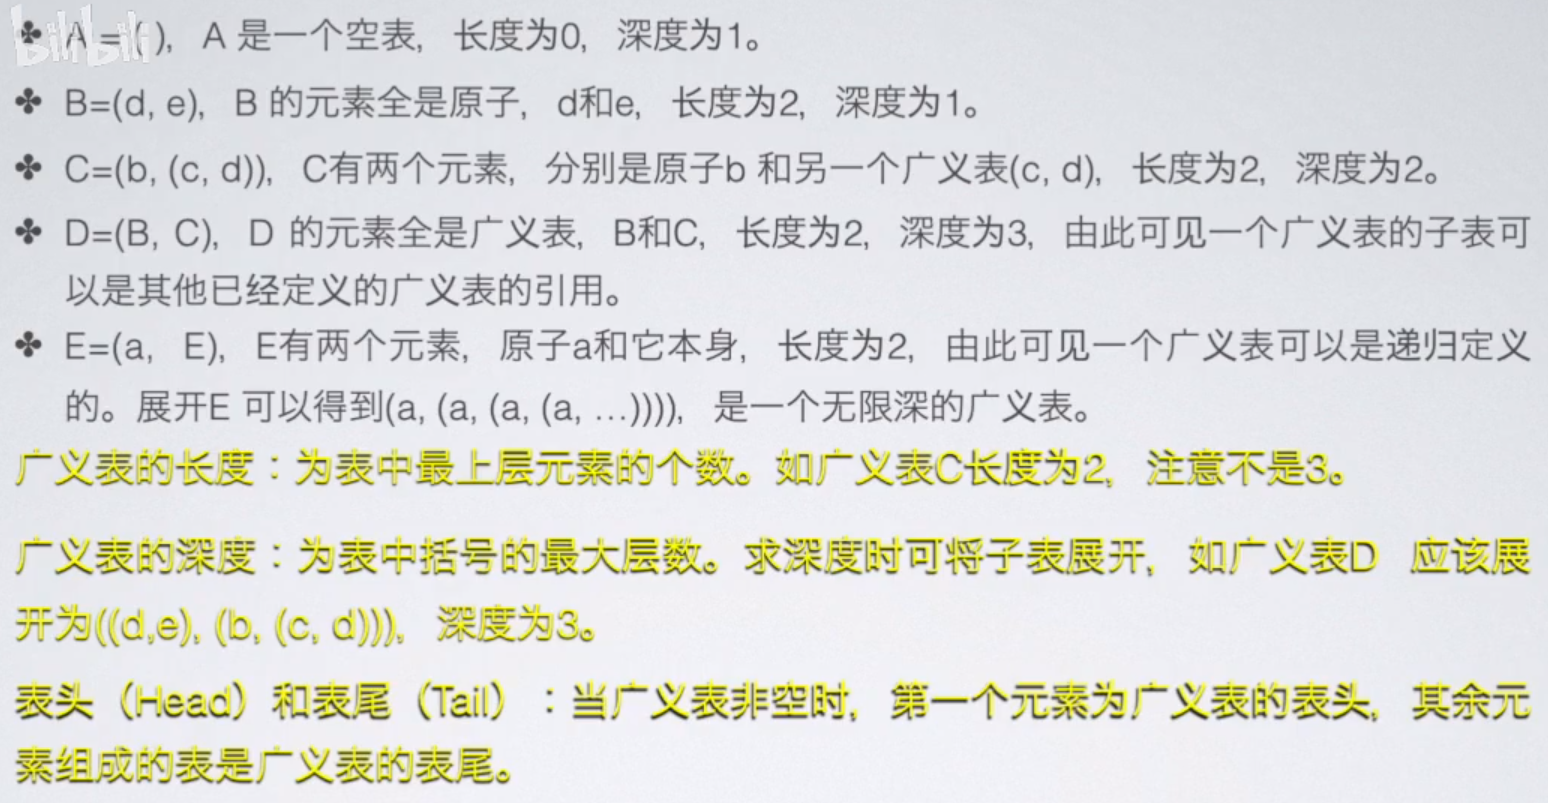 bilibili
✤ A =( ), A 是一个空表, 长度为0, 深度为1。
✤ B=(d, e), B 的元素全是原子, d和e, 长度为2, 深度为1。
✤ C=(b, (c, d)), C有两个元素, 分别是原子b 和另一个广义表(c, d), 长度为2, 深度为2。
✤ D=(B, C), D 的元素全是广义表, B和C, 长度为2, 深度为3, 由此可见一个广义表的子表可
以是其他已经定义的广义表的引用。
✤ E=(a, E), E有两个元素, 原子a和它本身, 长度为2, 由此可见一个广义表可以是递归定义
的。展开E 可以得到(a, (a, (a, (a, …)))), 是一个无限深的广义表。
广义表的长度：为表中最上层元素的个数。如广义表C长度为2, 注意不是3。
广义表的深度：为表中括号的最大层数。求深度时可将子表展开, 如广义表D 应该展
开为((d,e), (b, (c, d))), 深度为3。
表头（Head）和表尾（Tail）：当广义表非空时, 第一个元素为广义表的表头, 其余元
素组成的表是广义表的表尾。